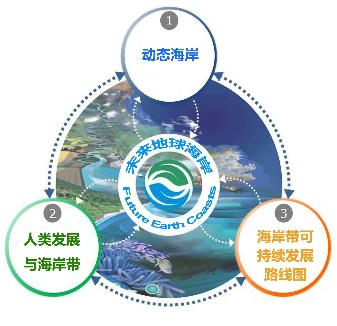 1
动态海岸
未来地球海岸
Future Earth Coasts
2
人类发展
与海岸带
3
海岸带可
持续发展
路线图